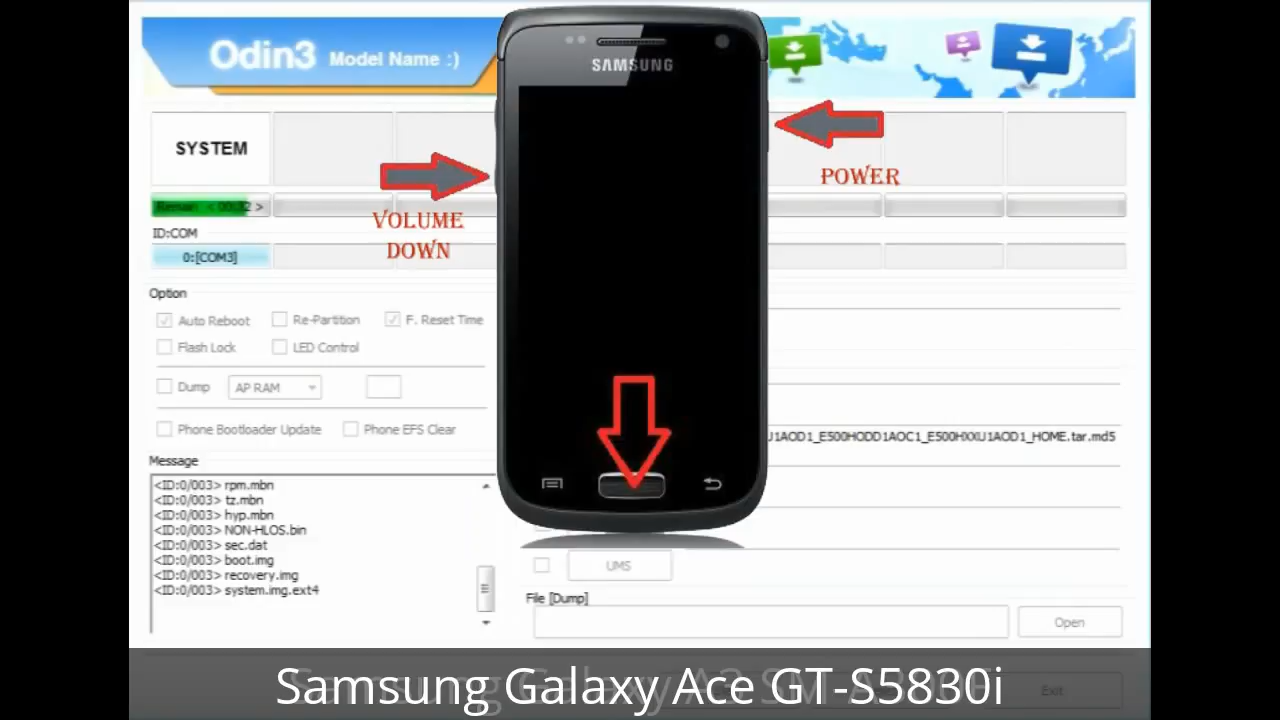 Odin3 Model Name :)
SAMSUNG
SYSTEM
POWER
VOLUME
DOWN
ID:COM
0:[COM3]
Option
Auto Reboot
Re-Partition
F. Reset Time
Flash Lock
LED Control
Dump
AP RAM
Phone Bootloader Update
Phone EFS Clear
U1AOD1_E500HODD1AOC1_E500HXXU1AOD1_HOME.tar.md5
Message
<ID:0/003> rpm.mbn
<ID:0/003> tz.mbn
<ID:0/003> hyp.mbn
<ID:0/003> NON-HLOS.bin
<ID:0/003> sec.dat
<ID:0/003> boot.img
<ID:0/003> recovery.img
<ID:0/003> system.img.ext4
UMS
File [Dump]
Open
Samsung Galaxy Ace GT-S5830i
Exit